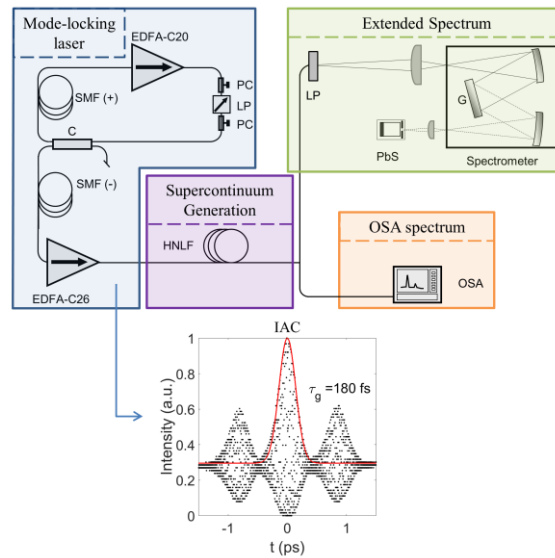 Mode-locking
laser
EDFA-C20
SMF (+)
PC
LP
PC
C
SMF (-)
EDFA-C26
Supercontinuum
Generation
HNLF
Extended Spectrum
LP
G
PbS
Spectrometer
OSA spectrum
OSA
IAC
τg =180 fs
Intensity (a.u.)
1
0.8
0.6
0.4
0.2
0
-1
0
1
t (ps)